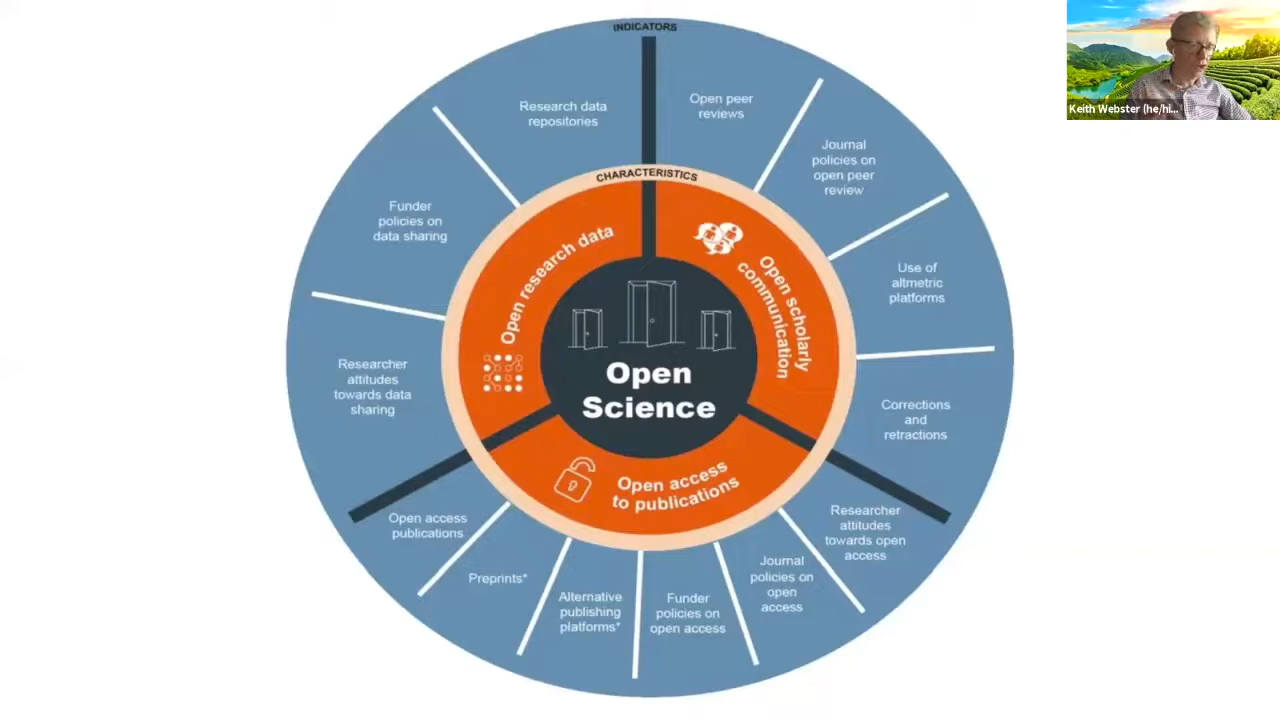 INDICATORS
Research data
repositories
Open peer
reviews
Journal
policies on
open peer
review
Funder
policies on
data sharing
Use of
altmetric
platforms
Researcher
attitudes
towards data
sharing
Corrections
and
retractions
CHARACTERISTICS
Open research data
Open scholarly
communication
Open
Science
Open access
to publications
Open access
publications
Preprints*
Alternative
publishing
platforms*
Funder
policies on
open access
Journal
policies on
open
access
Researcher
attitudes
towards open
access
Keith Webster (he/hi...